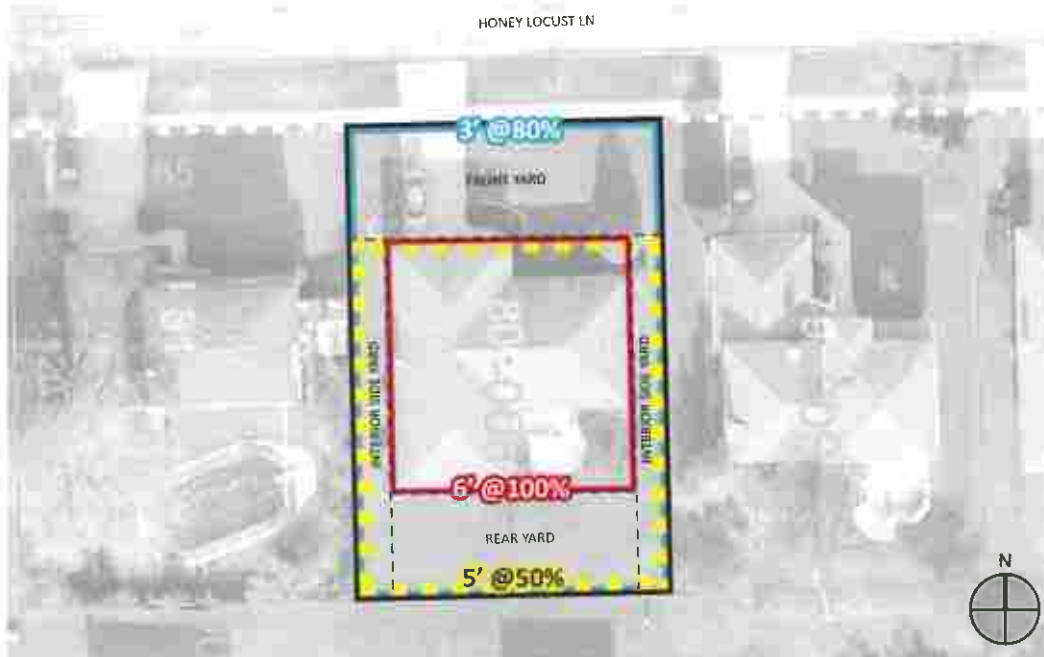 HONEY LOCUST LN
3' @80%
FRONT YARD
INTERIOR SIDE YARD
INTERIOR SIDE YARD
6' @100%
REAR YARD
5' @50%
N